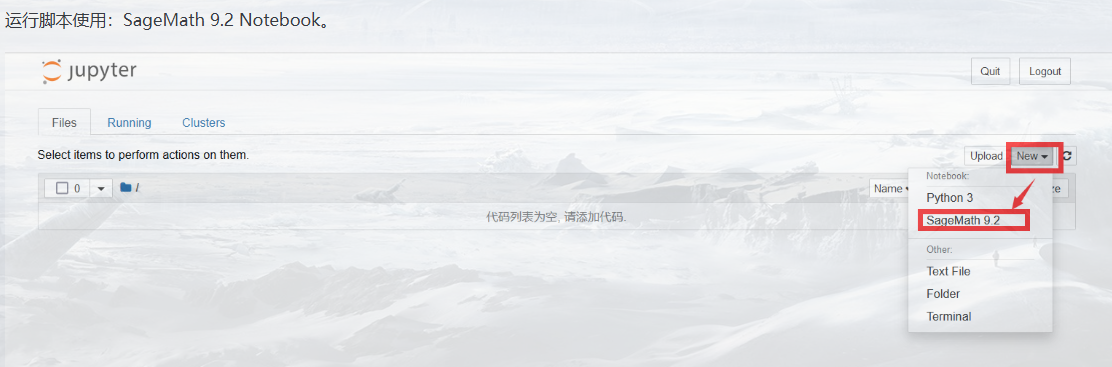 运行脚本使用：SageMath 9.2 Notebook。
jupyter
Quit Logout
Files Running Clusters
Select items to perform actions on them.
Upload New
0 / Name
Notebook:
Python 3
代码列表为空, 请添加代码.
SageMath 9.2
Other:
Text File
Folder
Terminal